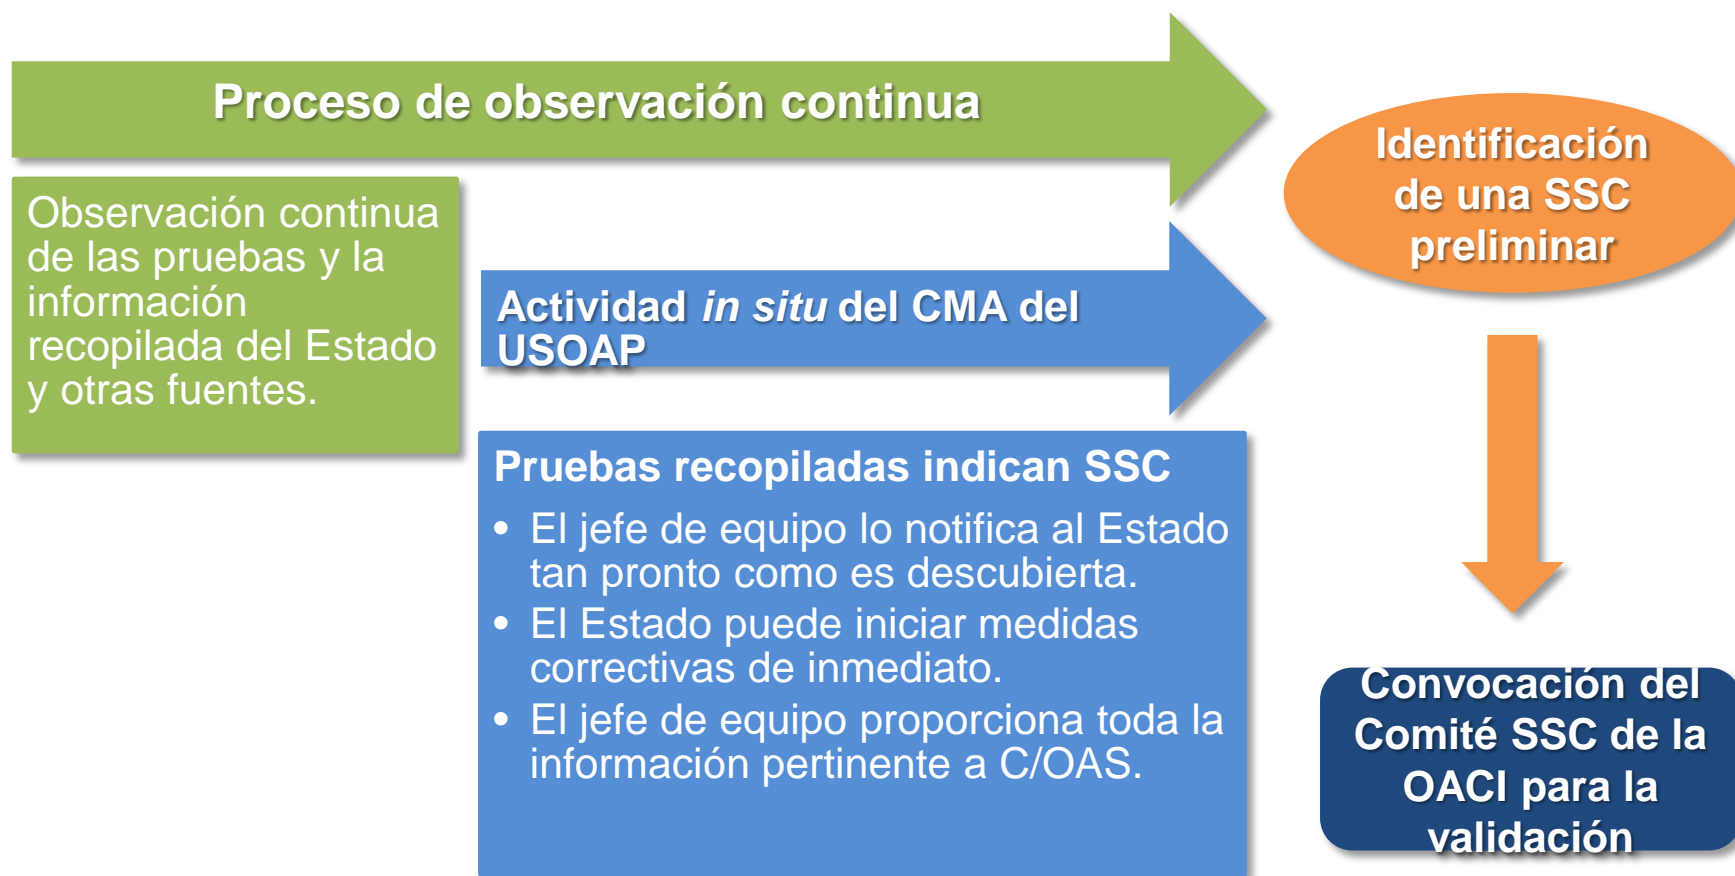 Proceso de observación continua
Observación continua
de las pruebas y la
información
recopilada del Estado
y otras fuentes.
Actividad in situ del CMA del
USOAP
Pruebas recopiladas indican SSC
• El jefe de equipo lo notifica al Estado
tan pronto como es descubierta.
• El Estado puede iniciar medidas
correctivas de inmediato.
• El jefe de equipo proporciona toda la
información pertinente a C/OAS.
Identificación
de una SSC
preliminar
Convocación del
Comité SSC de la
OACI para la
validación